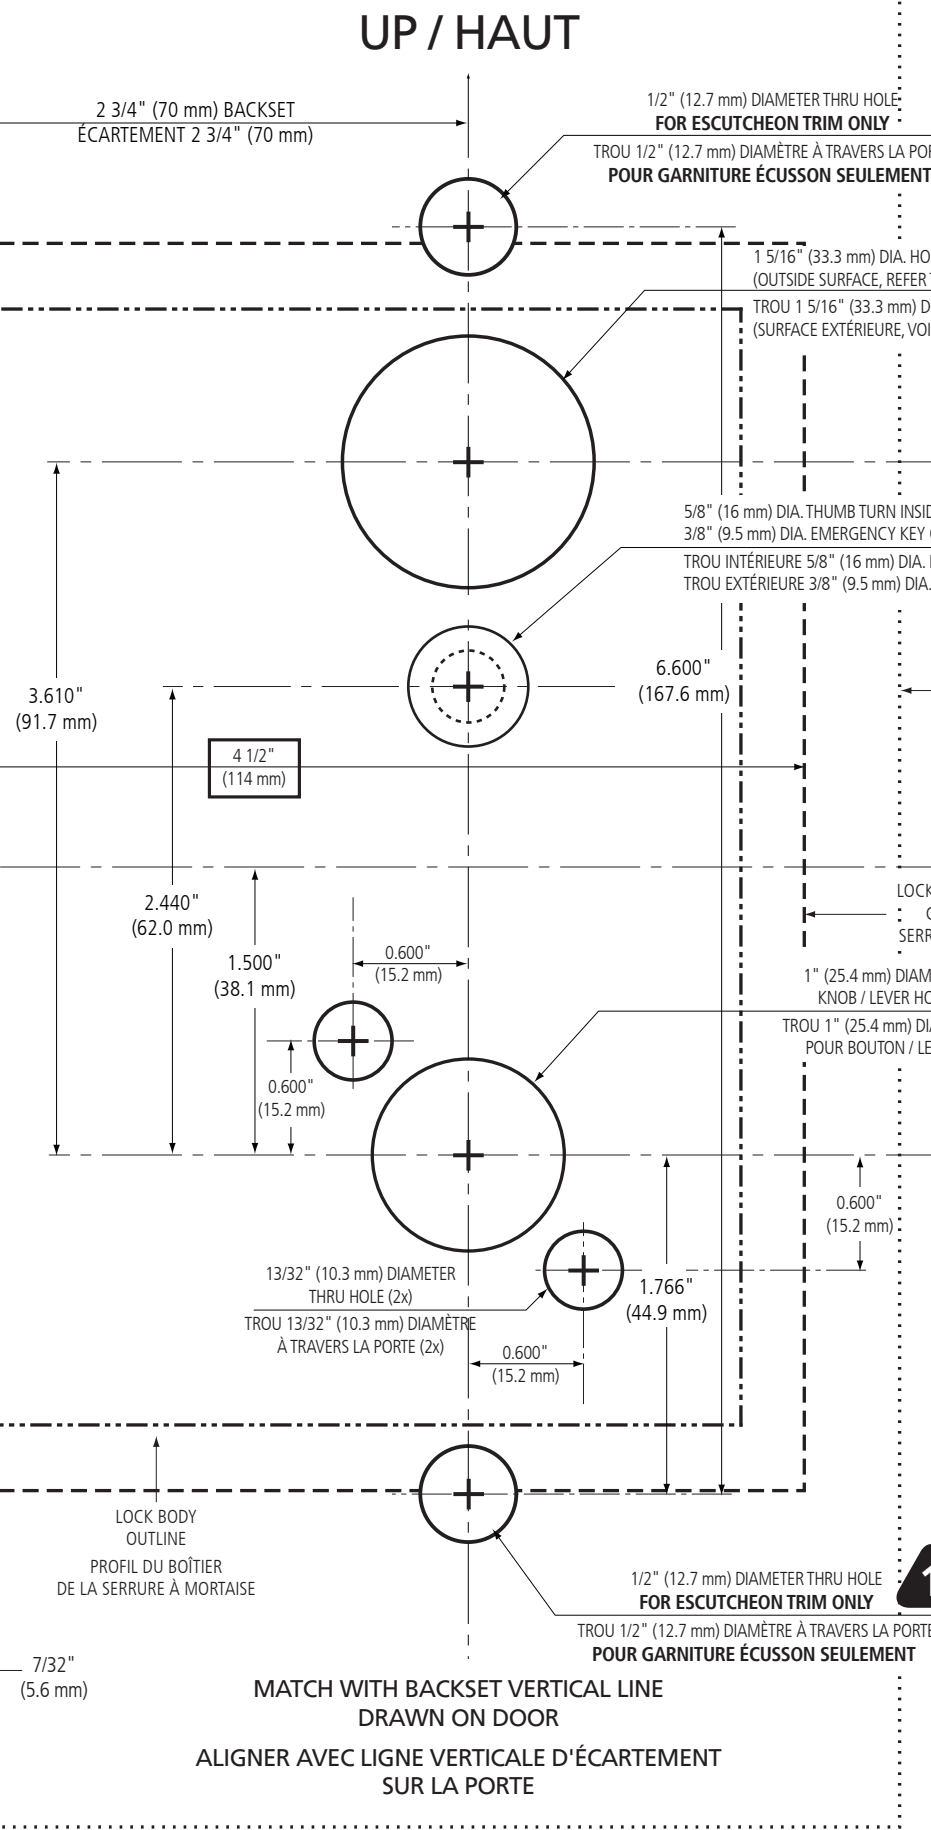 UP / HAUT
2 3/4" (70 mm) BACKSET
ÉCARTEMENT 2 3/4" (70 mm)
1/2" (12.7 mm) DIAMETER THRU HOLE
FOR ESCUTCHEON TRIM ONLY
TROU 1/2" (12.7 mm) DIAMÈTRE À TRAVERS LA
POUR GARNITURE ÉCUSSON SEULEMENT
1 5/16" (33.3 mm) DIA.
(OUTSIDE SURFACE, REFER
TROU 1 5/16" (33.3 mm)
(SURFACE EXTÉRIEURE,
5/8" (16 mm) DIA. THUMB TURN
3/8" (9.5 mm) DIA. EMERGENCY KEY
TROU INTÉRIEURE 5/8" (16 mm) DIA.
TROU EXTÉRIEURE 3/8" (9.5 mm) DIA.
6.600"
(167.6 mm)
3.610"
(91.7 mm)
4 1/2"
(114 mm)
LOCK
2.440"
(62.0 mm)
1.500"
(38.1 mm)
0.600"
(15.2 mm)
1" (25.4 mm)
KNOB / LEVER
TROU 1" (25.4 mm)
POUR BOUTON /
0.600"
(15.2 mm)
0.600"
(15.2 mm)
13/32" (10.3 mm) DIAMETER
THRU HOLE (2x)
TROU 13/32" (10.3 mm) DIAMÈTRE
À TRAVERS LA PORTE (2x)
1.766"
(44.9 mm)
0.600"
(15.2 mm)
LOCK BODY
OUTLINE
PROFIL DU BOÎTIER
DE LA SERRURE À MORTAISE
1/2" (12.7 mm) DIAMETER THRU HOLE
FOR ESCUTCHEON TRIM ONLY
TROU 1/2" (12.7 mm) DIAMÈTRE À TRAVERS LA PORTE
POUR GARNITURE ÉCUSSON SEULEMENT
7/32"
(5.6 mm)
MATCH WITH BACKSET VERTICAL LINE
DRAWN ON DOOR
ALIGNER AVEC LIGNE VERTICALE D'ÉCARTEMENT
SUR LA PORTE